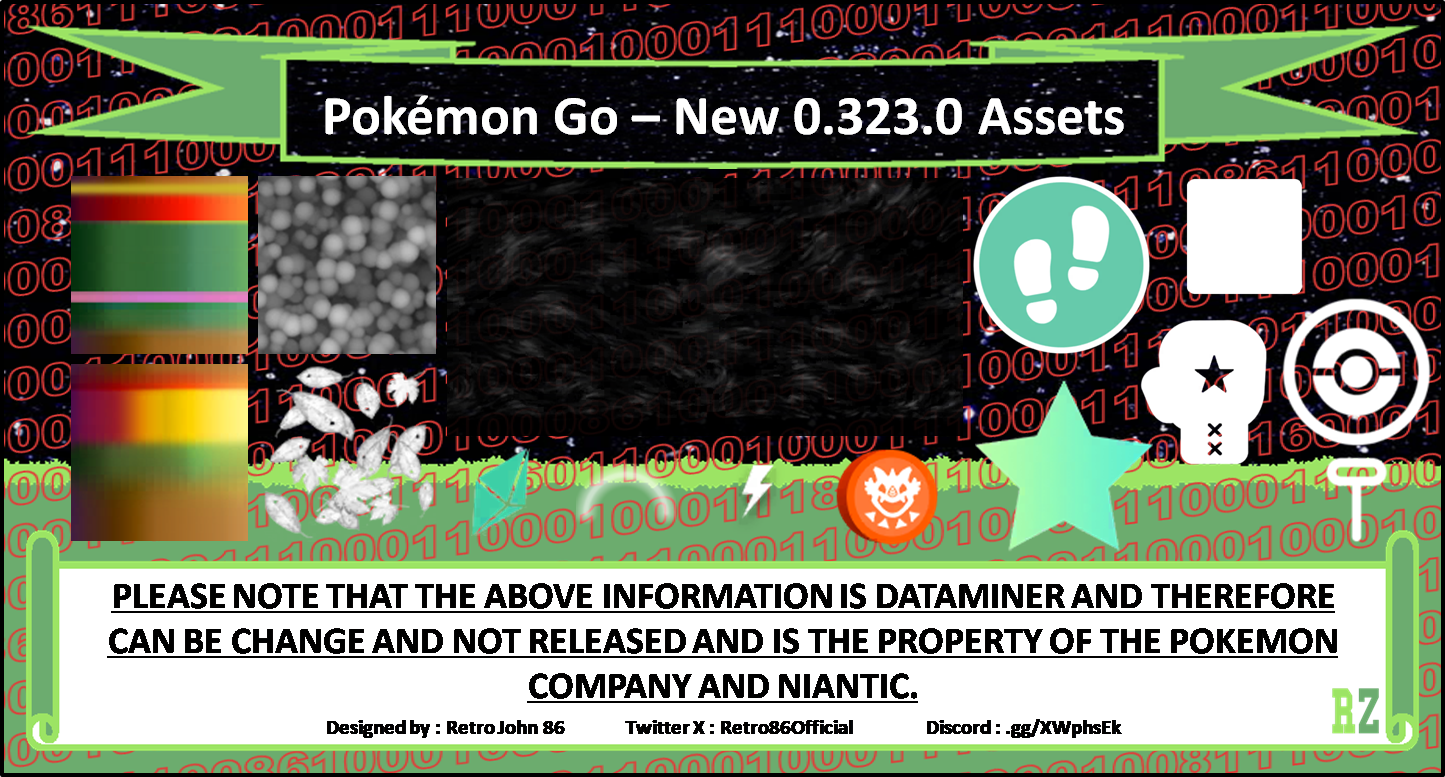 Pokémon Go – New 0.323.0 Assets
PLEASE NOTE THAT THE ABOVE INFORMATION IS DATAMINER AND THEREFORE
CAN BE CHANGE AND NOT RELEASED AND IS THE PROPERTY OF THE POKEMON
COMPANY AND NIANTIC.
Designed by : Retro John 86 Twitter X : Retro86Official Discord : .gg/XWphsEk
RZ